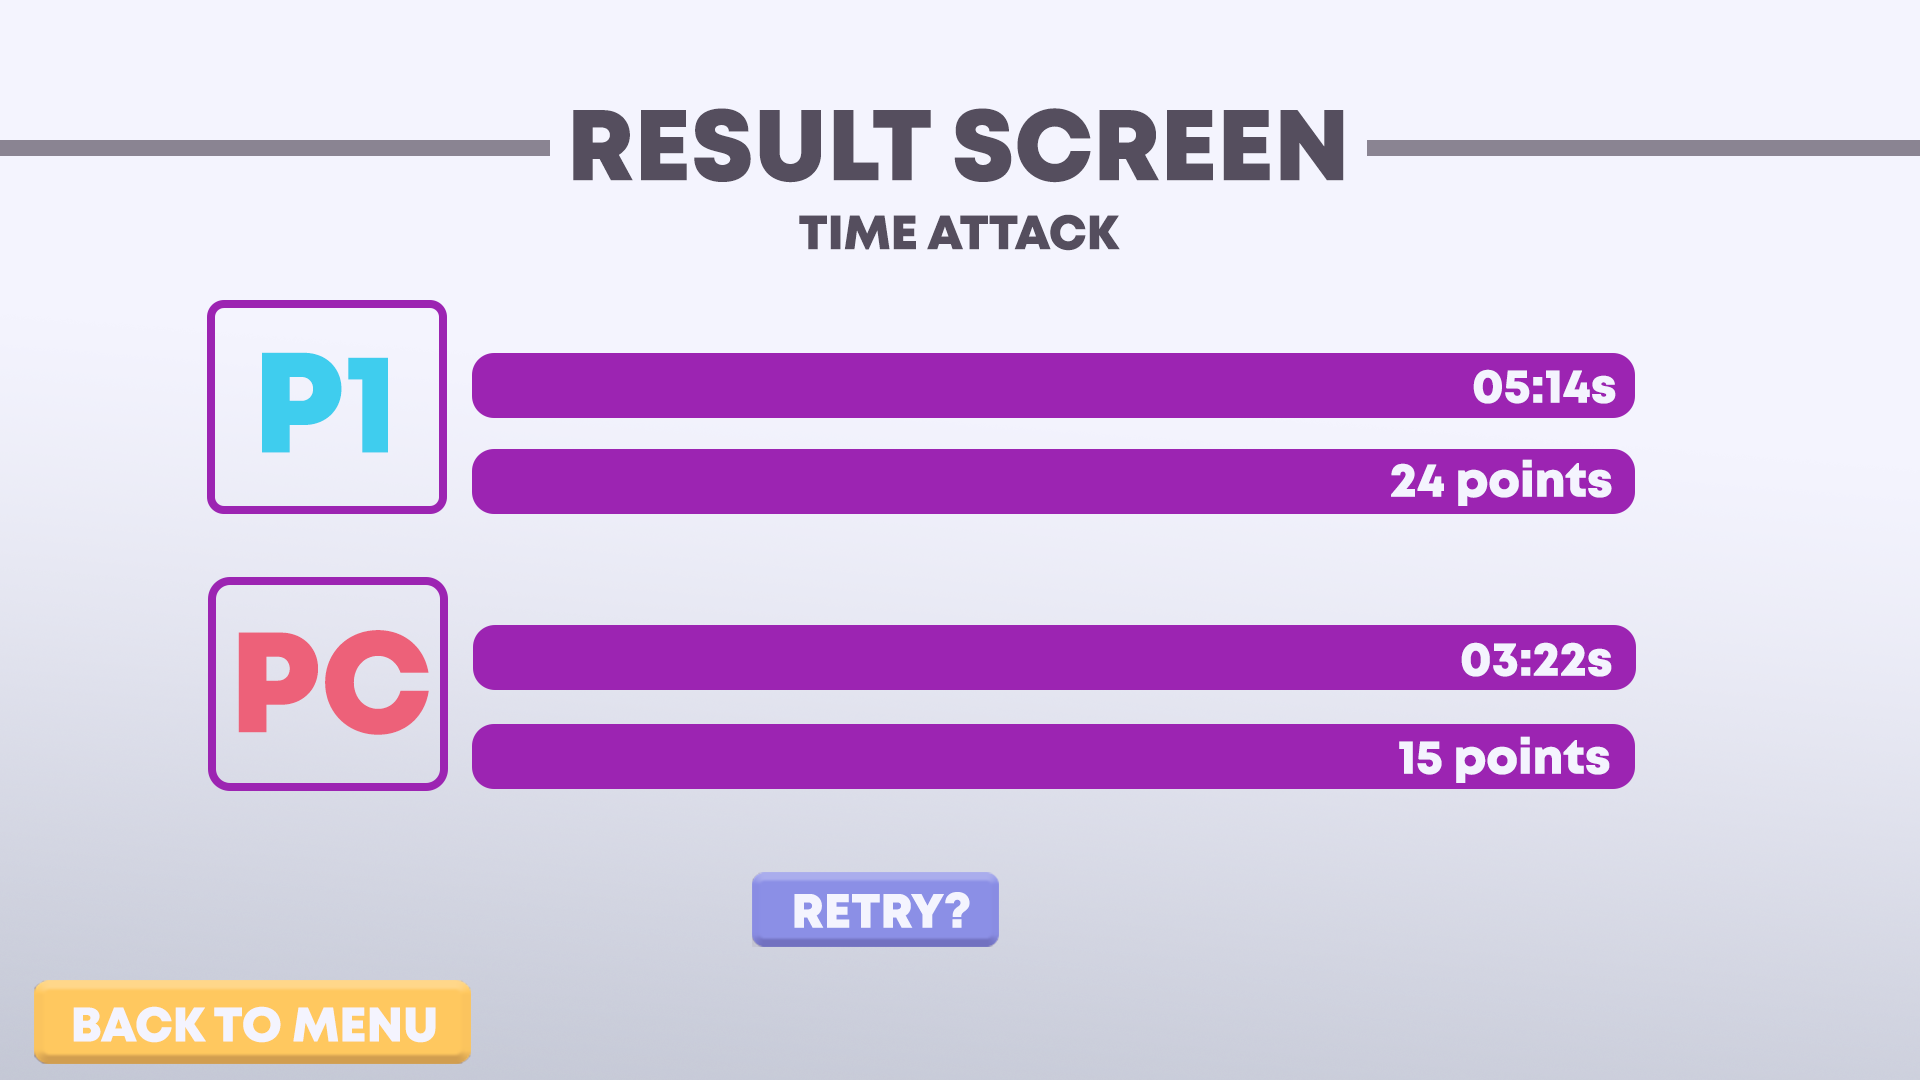 RESULT SCREEN
TIME ATTACK
P1
05:14s
24 points
PC
03:22s
15 points
RETRY?
BACK TO MENU